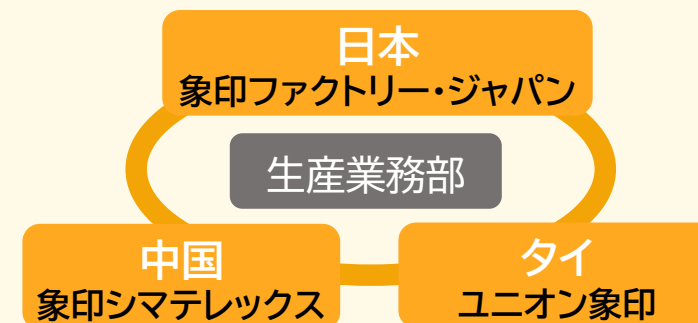 日本
象印ファクトリー・ジャパン
生産業務部
中国
象印シマテレックス
タイ
ユニオン象印